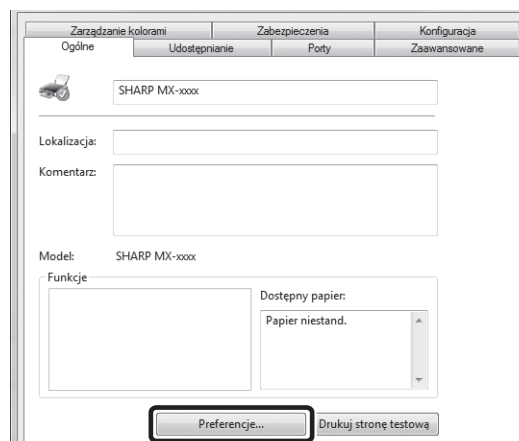 Zarządzanie kolorami Zabezpieczenia Konfiguracja
Ogólne Udostępnianie Porty Zaawansowane
SHARP MX-xxxx
Lokalizacja:
Komentarz:
Model: SHARP MX-xxxx
Funkcje
Dostępny papier:
Papier niestand.
Preferencje... Drukuj stronę testową